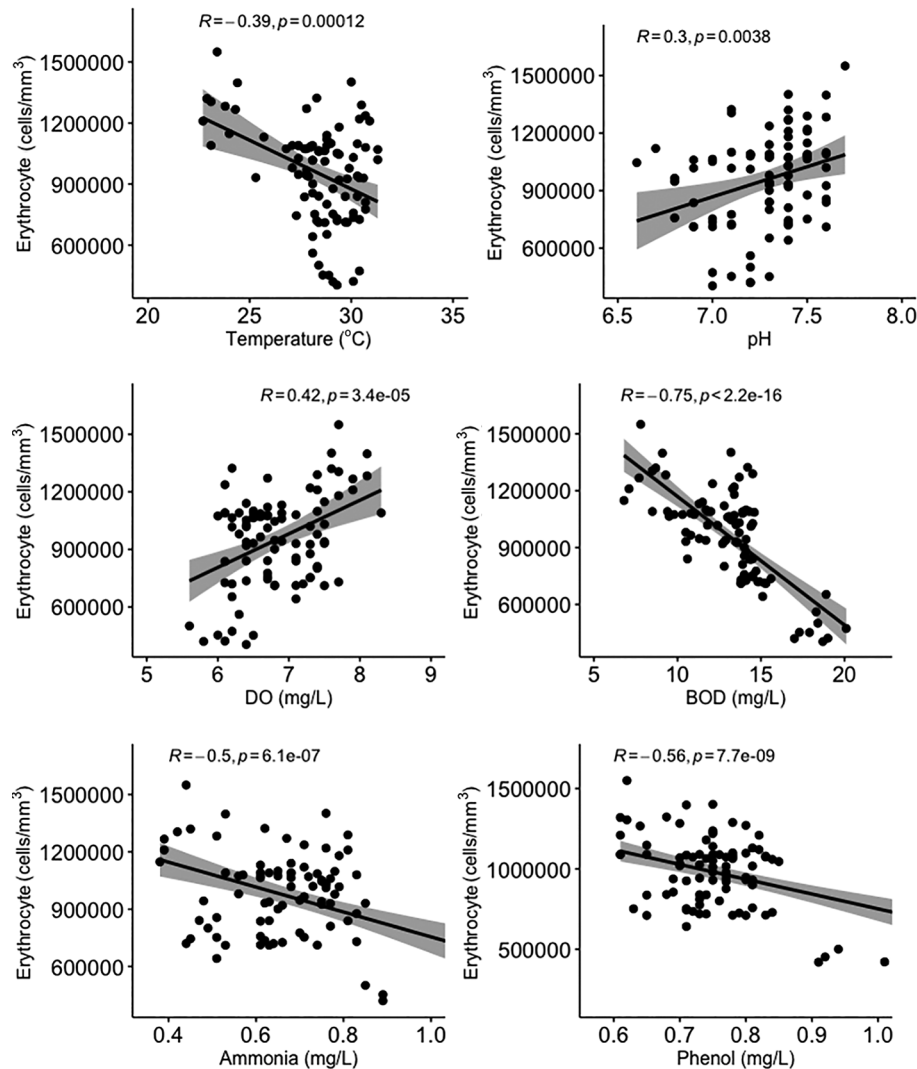 R=−0.39, p=0.00012
Erythrocyte (cells/mm³)
1500000
1200000
900000
600000
20 25 30 35
Temperature (°C)
R=0.3, p=0.0038
Erythrocyte (cells/mm³)
1500000
1200000
900000
600000
6.5 7.0 7.5 8.0
pH
R=0.42, p=3.4e-05
Erythrocyte (cells/mm³)
1500000
1200000
900000
600000
5 6 7 8 9
DO (mg/L)
R=−0.75, p<2.2e-16
Erythrocyte (cells/mm³)
1500000
1200000
900000
600000
5 10 15 20
BOD (mg/L)
R=−0.5, p=6.1e-07
Erythrocyte (cells/mm³)
1500000
1200000
900000
600000
0.4 0.6 0.8 1.0
Ammonia (mg/L)
R=−0.56, p=7.7e-09
Erythrocyte (cells/mm³)
1500000
1000000
500000
0.6 0.7 0.8 0.9 1.0
Phenol (mg/L)